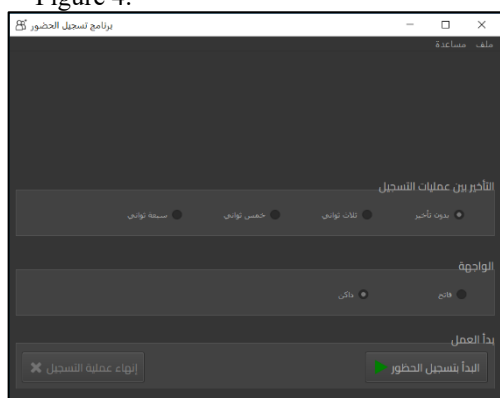 Figure 4.
برنامج تسجيل الحضور
ملف مساعدة
التأخير بين عمليات التسجيل
بدون تأخير ثلاث ثواني خمس ثواني سبعة ثواني
الواجهة
فاتح داكن
بدأ العمل
البدأ بتسجيل الحظور إنهاء عملية التسجيل